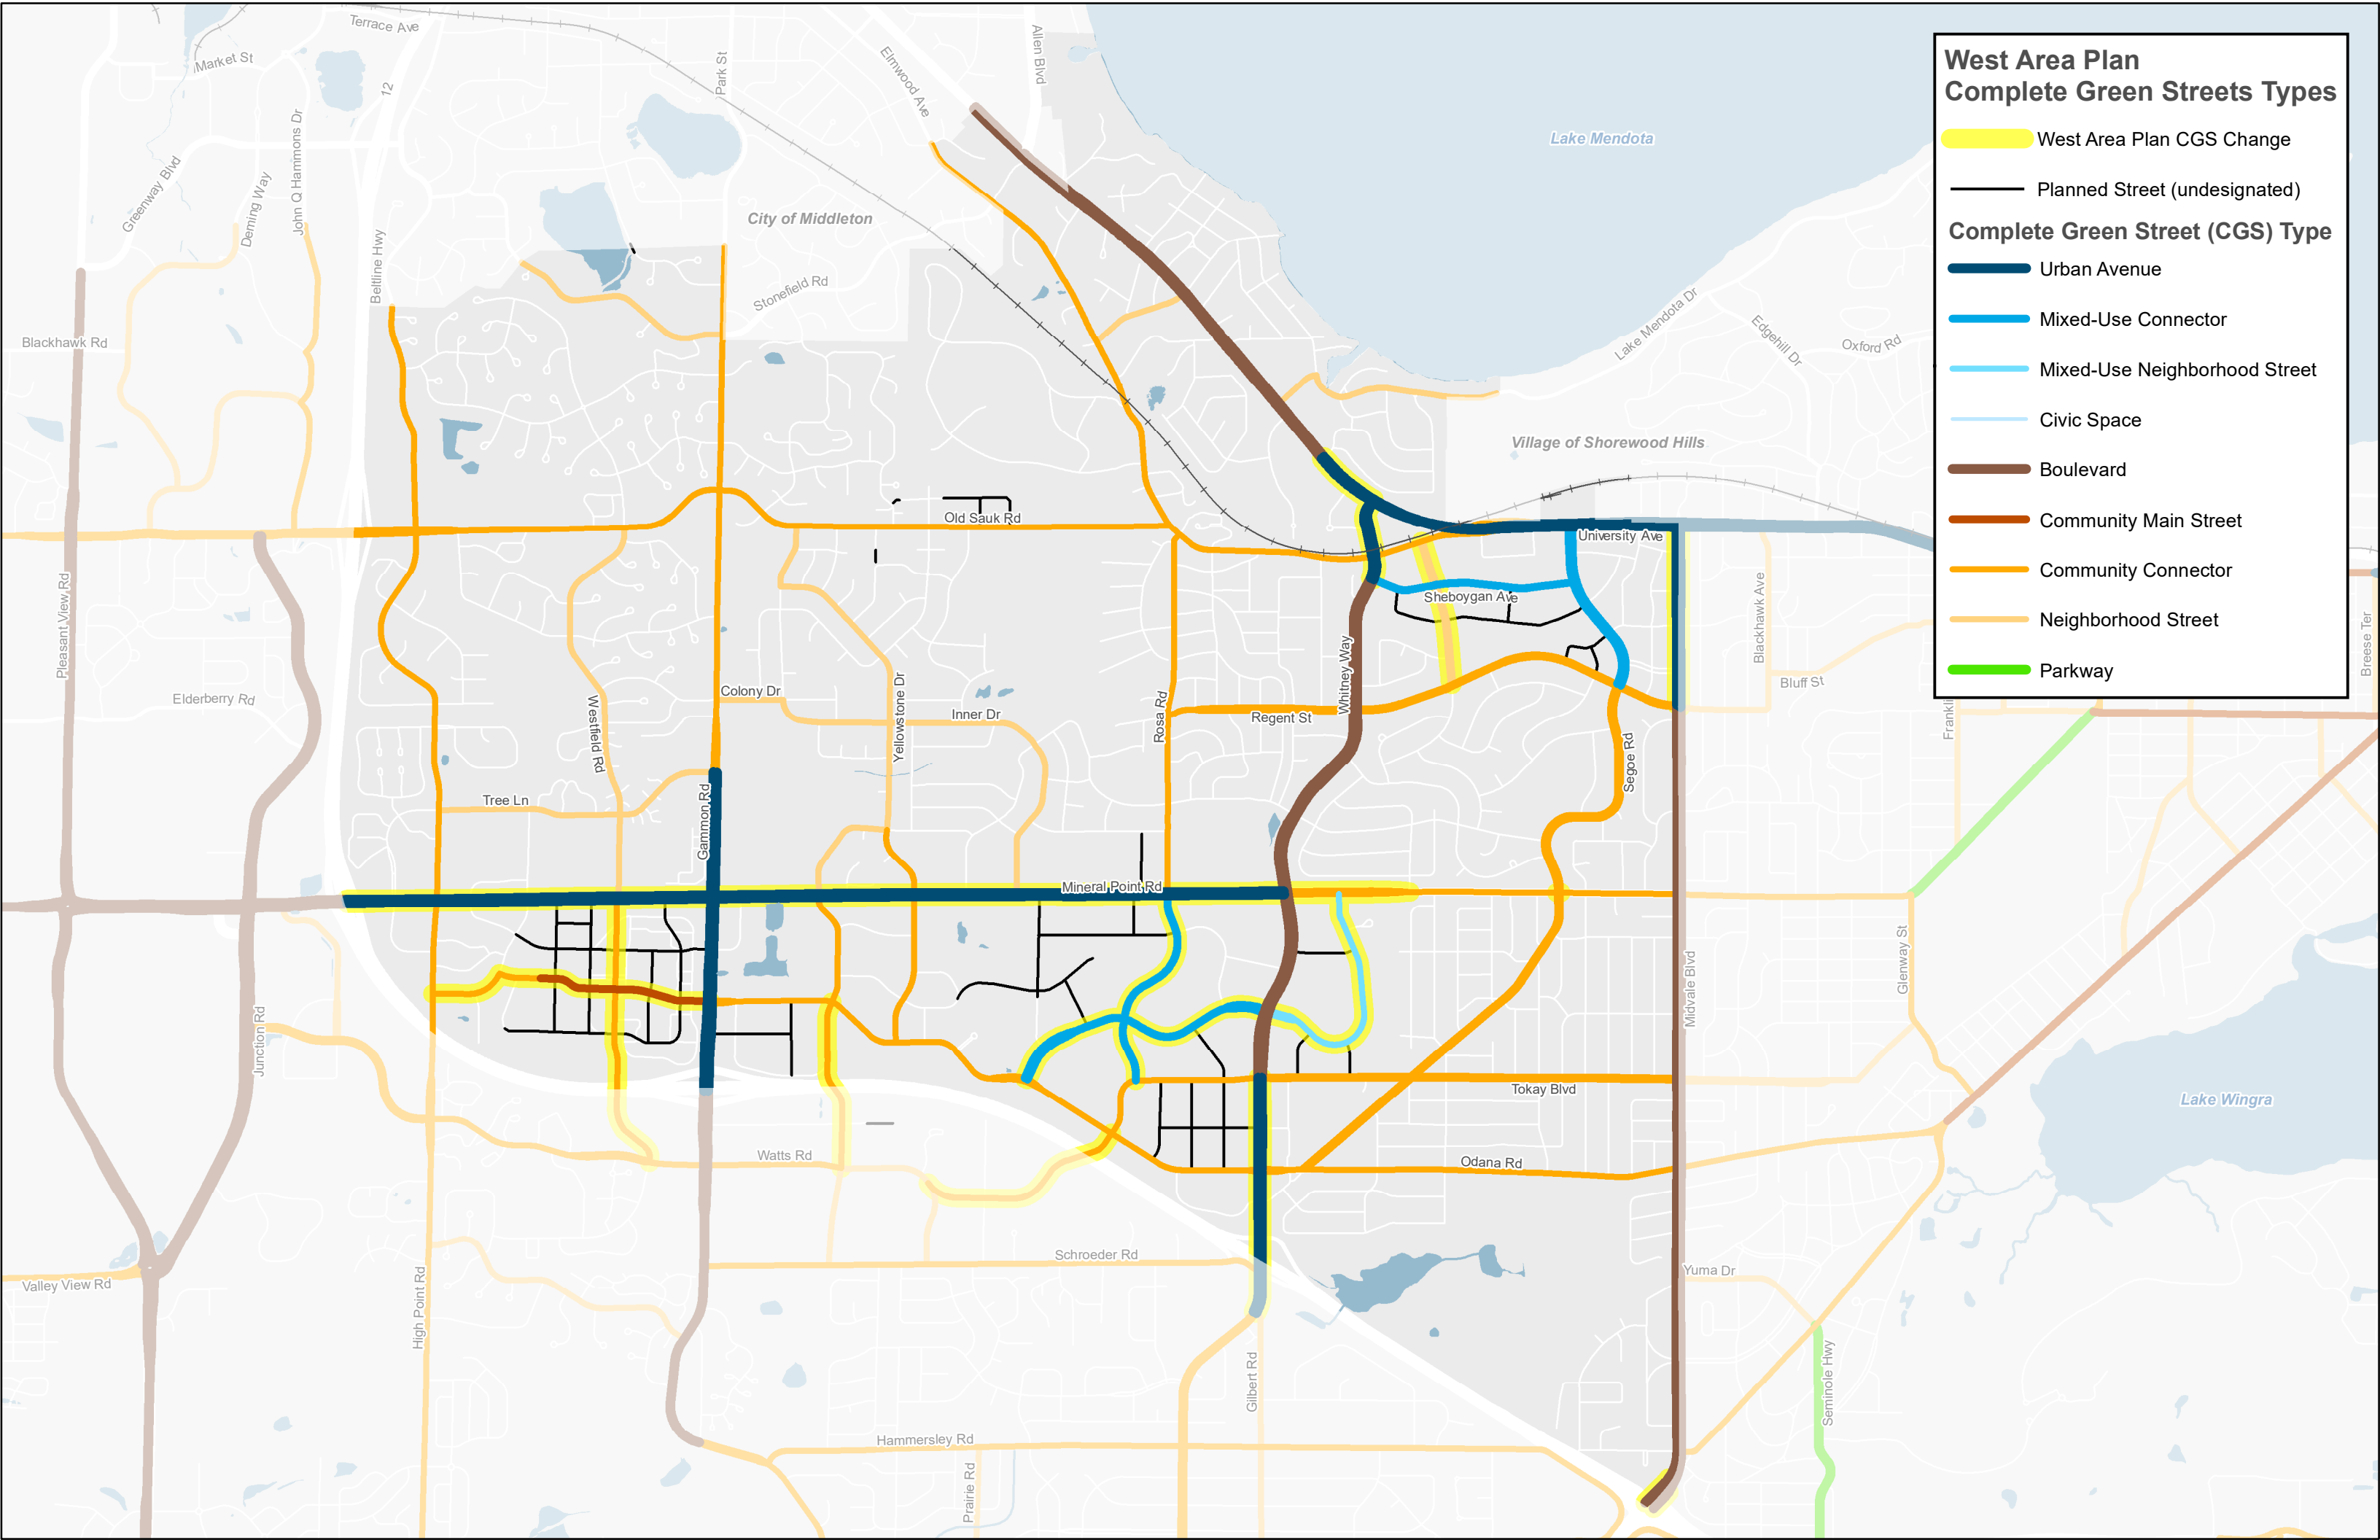 West Area Plan
Complete Green Streets Types
West Area Plan CGS Change
Planned Street (undesignated)
Complete Green Street (CGS) Type
Urban Avenue
Mixed-Use Connector
Mixed-Use Neighborhood Street
Civic Space
Boulevard
Community Main Street
Community Connector
Neighborhood Street
Parkway
Terrace Ave
Market St
12
Park St
Elmwood Ave
Allen Blvd
Greenway Blvd
Deming Way
John Q Hammons Dr
Beltline Hwy
City of Middleton
Stonefield Rd
Lake Mendota
Lake Mendota Dr
Edgehill Dr
Oxford Rd
Blackhawk Rd
Village of Shorewood Hills
Old Sauk Rd
University Ave
Pleasant View Rd
Sheboygan Ave
Blackhawk Ave
Breese Ter
Elderberry Rd
Westfield Rd
Colony Dr
Yellowstone Dr
Inner Dr
Rosa Rd
Regent St
Whitney Way
Segoe Rd
Bluff St
Franklin
Tree Ln
Gammon Rd
Mineral Point Rd
Midvale Blvd
Glenway St
Junction Rd
Tokay Blvd
Lake Wingra
Watts Rd
Odana Rd
Schroeder Rd
Valley View Rd
High Point Rd
Yuma Dr
Gilbert Rd
Seminole Hwy
Hammersley Rd
Prairie Rd